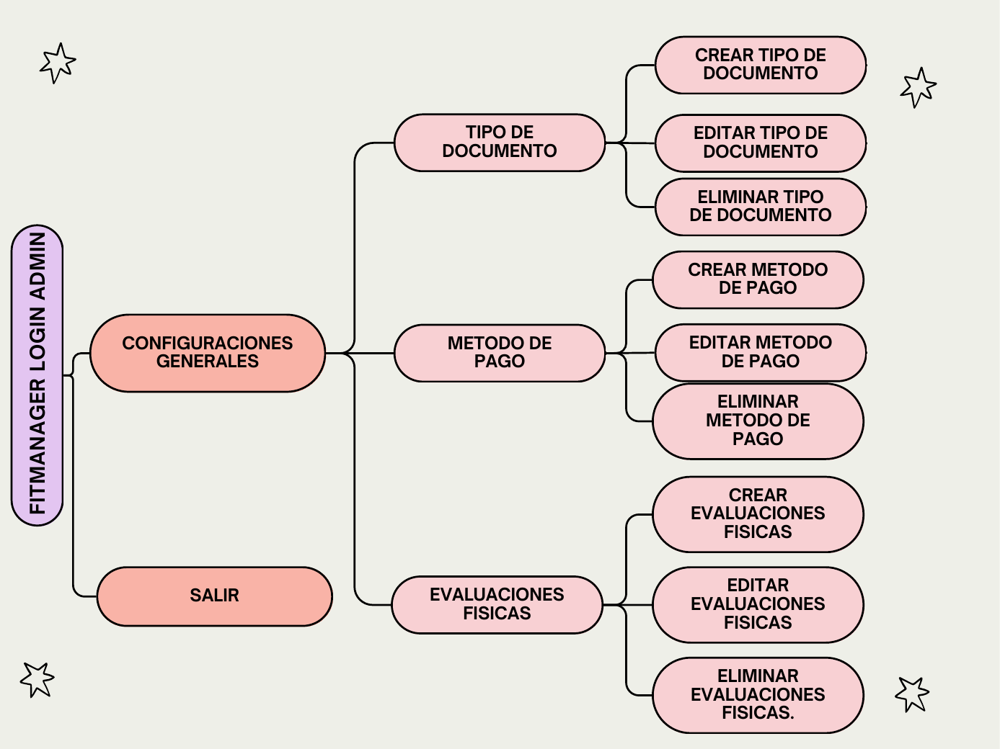 FITMANAGER LOGIN ADMIN
CONFIGURACIONES
GENERALES
SALIR
TIPO DE
DOCUMENTO
CREAR TIPO DE
DOCUMENTO
EDITAR TIPO DE
DOCUMENTO
ELIMINAR TIPO
DE DOCUMENTO
METODO DE
PAGO
CREAR METODO
DE PAGO
EDITAR METODO
DE PAGO
ELIMINAR
METODO DE
PAGO
EVALUACIONES
FISICAS
CREAR
EVALUACIONES
FISICAS
EDITAR
EVALUACIONES
FISICAS
ELIMINAR
EVALUACIONES
FISICAS.